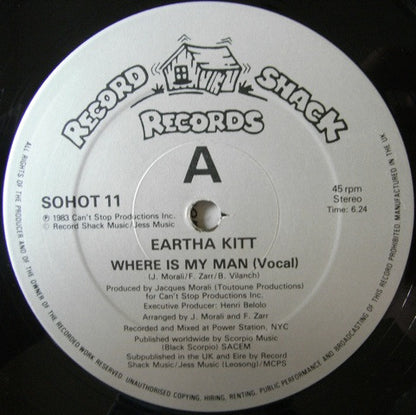 RECORD SHACK
RECORDS
A
SOHOT 11
℗ 1983 Can't Stop Productions Inc.
© Record Shack Music/Jess Music
45 rpm
Stereo
Time: 6.24
EARTHA KITT
WHERE IS MY MAN (Vocal)
(J. Morali/F. Zarr/B. Vilanch)
Produced by Jacques Morali (Toutoune Productions)
for Can't Stop Productions Inc.
Executive Producer: Henri Belolo
Arranged by J. Morali and F. Zarr
Recorded and Mixed at Power Station, NYC
Published worldwide by Scorpio Music
(Black Scorpio) SACEM
Subpublished in the UK and Eire by Record
Shack Music/Jess Music (Leosong)/MCPS
ALL RIGHTS OF THE PRODUCER AND OF THE OWNER OF THE RECORDED WORK RESERVED. UNAUTHORISED COPYING, HIRING, RENTING, PUBLIC PERFORMANCE AND BROADCASTING OF THIS RECORD PROHIBITED. MANUFACTURED IN THE UK.